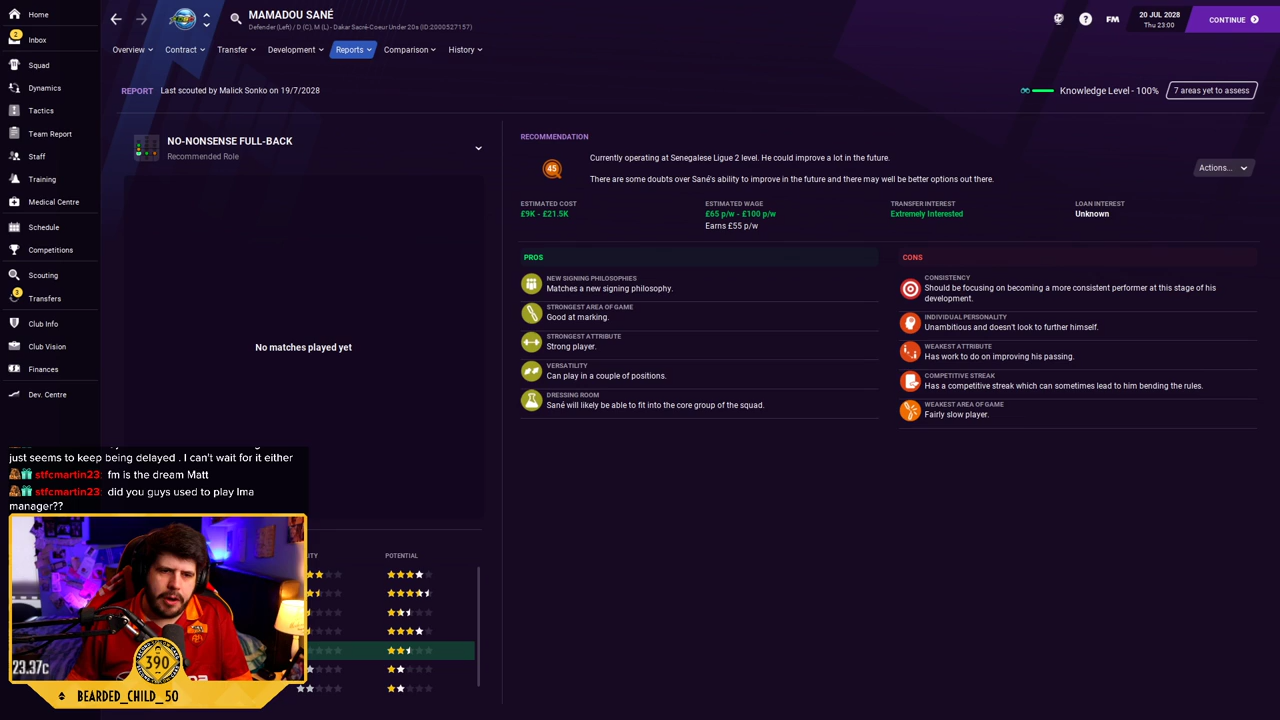 Home
2
Inbox
Squad
Dynamics
Tactics
Team Report
Staff
Training
Medical Centre
Schedule
Competitions
Scouting
3
Transfers
Club Info
Club Vision
Finances
Dev. Centre
MAMADOU SANÉ
Defender (Left) / D (C), M (L) - Dakar Sacré-Coeur Under 20s (ID:2000527157)
FM
20 JUL 2028
Thu 23:00
CONTINUE
Overview
Contract
Transfer
Development
Reports
Comparison
History
REPORT Last scouted by Malick Sonko on 19/7/2028
Knowledge Level - 100%
7 areas yet to assess
NO-NONSENSE FULL-BACK
Recommended Role
No matches played yet
RECOMMENDATION
45
Currently operating at Senegalese Ligue 2 level. He could improve a lot in the future.
There are some doubts over Sané's ability to improve in the future and there may well be better options out there.
Actions...
ESTIMATED COST
£9K - £21.5K
ESTIMATED WAGE
£65 p/w - £100 p/w
Earns £55 p/w
TRANSFER INTEREST
Extremely Interested
LOAN INTEREST
Unknown
PROS
NEW SIGNING PHILOSOPHIES
Matches a new signing philosophy.
STRONGEST AREA OF GAME
Good at marking.
STRONGEST ATTRIBUTE
Strong player.
VERSATILITY
Can play in a couple of positions.
DRESSING ROOM
Sané will likely be able to fit into the core group of the squad.
CONS
CONSISTENCY
Should be focusing on becoming a more consistent performer at this stage of his
development.
INDIVIDUAL PERSONALITY
Unambitious and doesn't look to further himself.
WEAKEST ATTRIBUTE
Has work to do on improving his passing.
COMPETITIVE STREAK
Has a competitive streak which can sometimes lead to him bending the rules.
WEAKEST AREA OF GAME
Fairly slow player.
just seems to keep being delayed . I can't wait for it either
stfcmartin23: fm is the dream Matt
stfcmartin23: did you guys used to play lma
manager??
POTENTIAL
23.37c
390
BEARDED_CHILD_50